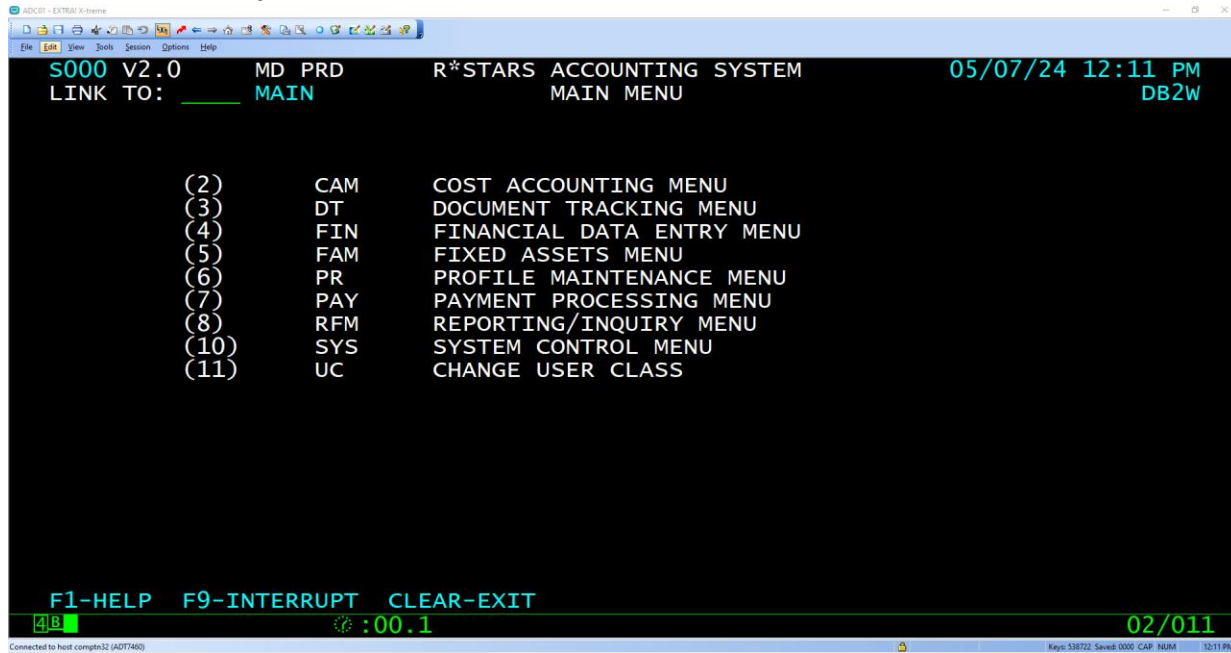 ADC01 - EXTRA! X-treme
File Edit View Tools Session Options Help
S000 V2.0 MD PRD R*STARS ACCOUNTING SYSTEM 05/07/24 12:11 PM
LINK TO: _____ MAIN MAIN MENU DB2W
(2) CAM COST ACCOUNTING MENU
(3) DT DOCUMENT TRACKING MENU
(4) FIN FINANCIAL DATA ENTRY MENU
(5) FAM FIXED ASSETS MENU
(6) PR PROFILE MAINTENANCE MENU
(7) PAY PAYMENT PROCESSING MENU
(8) RFM REPORTING/INQUIRY MENU
(10) SYS SYSTEM CONTROL MENU
(11) UC CHANGE USER CLASS
F1-HELP F9-INTERRUPT CLEAR-EXIT
4B :00.1 02/011
Connected to host comptn32 (ADT7460) Keys: 538722 Saved: 0000 CAP NUM 12:11 PM